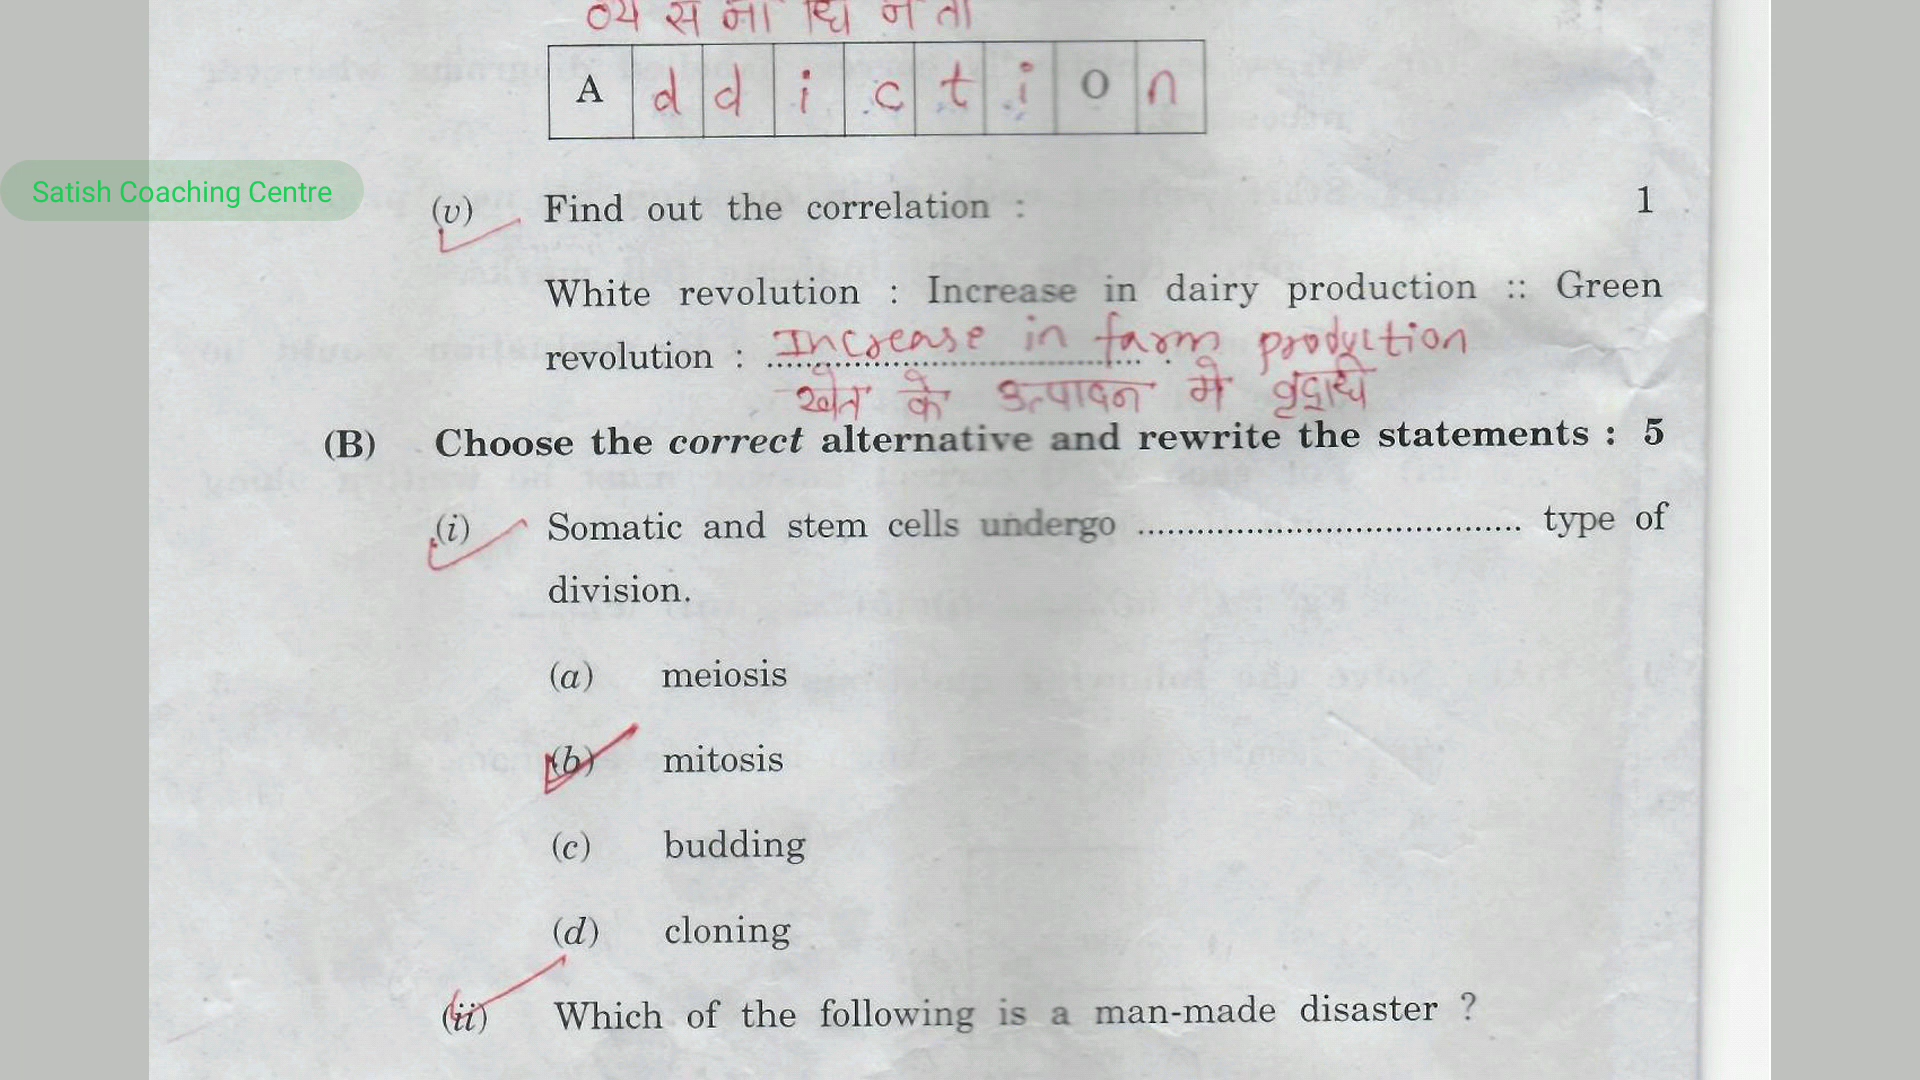 व्यसनाधिनता
A d d i c t i O n
Satish Coaching Centre
(v) Find out the correlation : 1
White revolution : Increase in dairy production :: Green
revolution : Increase in farm production
खेत के उत्पादन मे वृद्धि
(B) Choose the correct alternative and rewrite the statements : 5
(i) Somatic and stem cells undergo ...................................... type of
division.
(a) meiosis
(b) mitosis
(c) budding
(d) cloning
(ii) Which of the following is a man-made disaster ?